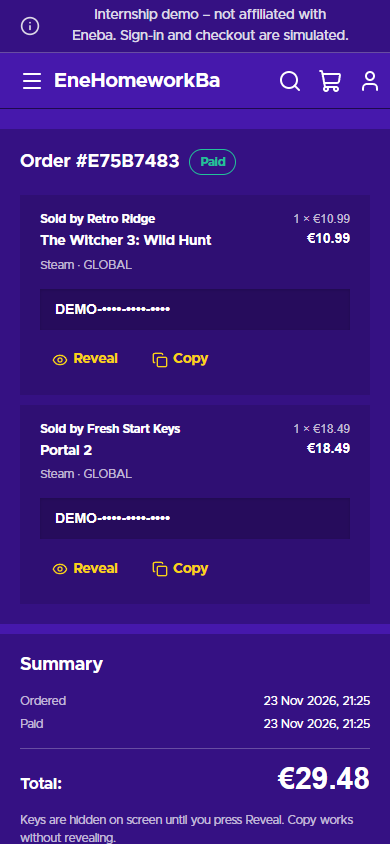 Internship demo – not affiliated with
Eneba. Sign-in and checkout are simulated.
EneHomeworkBa
Order #E75B7483 Paid
Sold by Retro Ridge 1 × €10.99
The Witcher 3: Wild Hunt €10.99
Steam · GLOBAL
DEMO-••••-••••-••••
Reveal Copy
Sold by Fresh Start Keys 1 × €18.49
Portal 2 €18.49
Steam · GLOBAL
DEMO-••••-••••-••••
Reveal Copy
Summary
Ordered 23 Nov 2026, 21:25
Paid 23 Nov 2026, 21:25
Total: €29.48
Keys are hidden on screen until you press Reveal. Copy works
without revealing.